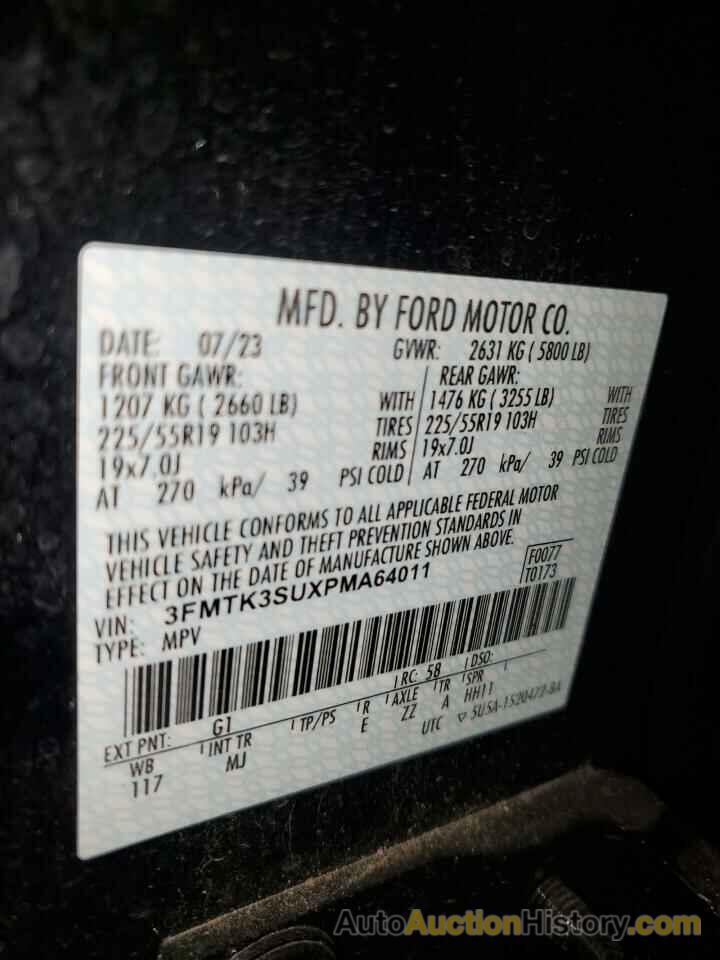 MFD. BY FORD MOTOR CO.
DATE: 07/23 GVWR: 2631 KG ( 5800 LB)
FRONT GAWR: REAR GAWR:
1207 KG ( 2660 LB) WITH 1476 KG ( 3255 LB) WITH
225/55R19 103H TIRES 225/55R19 103H TIRES
19x7.0J RIMS 19x7.0J RIMS
AT 270 kPa/ 39 PSI COLD AT 270 kPa/ 39 PSI COLD
THIS VEHICLE CONFORMS TO ALL APPLICABLE FEDERAL MOTOR
VEHICLE SAFETY AND THEFT PREVENTION STANDARDS IN
EFFECT ON THE DATE OF MANUFACTURE SHOWN ABOVE.
F0077
T0173
VIN: 3FMTK3SUXPMA64011
TYPE: MPV
RC: 58 DSO:
EXT PNT: G1
WB INT TR TP/PS R AXLE TR SPR
117 MJ E ZZ A HH11
UTC 5USA-1520472-BA
AutoAuctionHistory.com